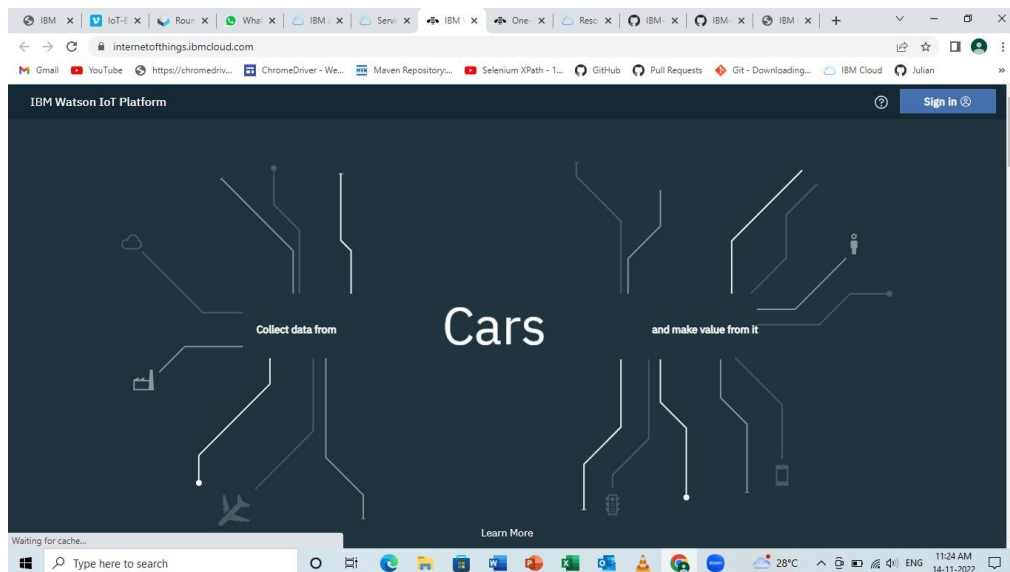 IBM
IoT-E
Roun
What
IBM
Servi
IBM
One-
Reso
IBM-
IBM-
IBM
internetofthings.ibmcloud.com
Gmail
YouTube
https://chromedriv...
ChromeDriver - We...
Maven Repository:...
Selenium XPath - 1...
GitHub
Pull Requests
Git - Downloading...
IBM Cloud
Julian
»
IBM Watson IoT Platform
Sign in
Collect data from
Cars
and make value from it
Learn More
Waiting for cache...
Type here to search
28°C
ENG
11:24 AM
14-11-2022